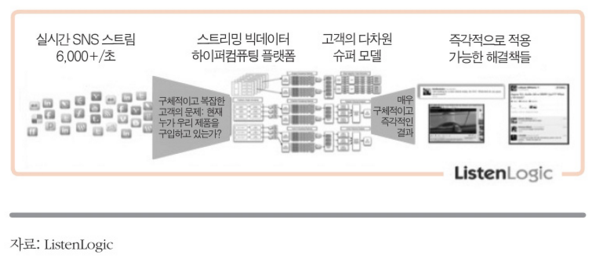 실시간 SNS 스트림
6,000+/초
스트리밍 빅데이터
하이퍼컴퓨팅 플랫폼
고객의 다차원
슈퍼 모델
즉각적으로 적용
가능한 해결책들
구체적이고 복잡한
고객의 문제: 현재
누가 우리 제품을
구입하고 있는가?
매우
구체적이고
즉각적인
결과
ListenLogic
자료: ListenLogic